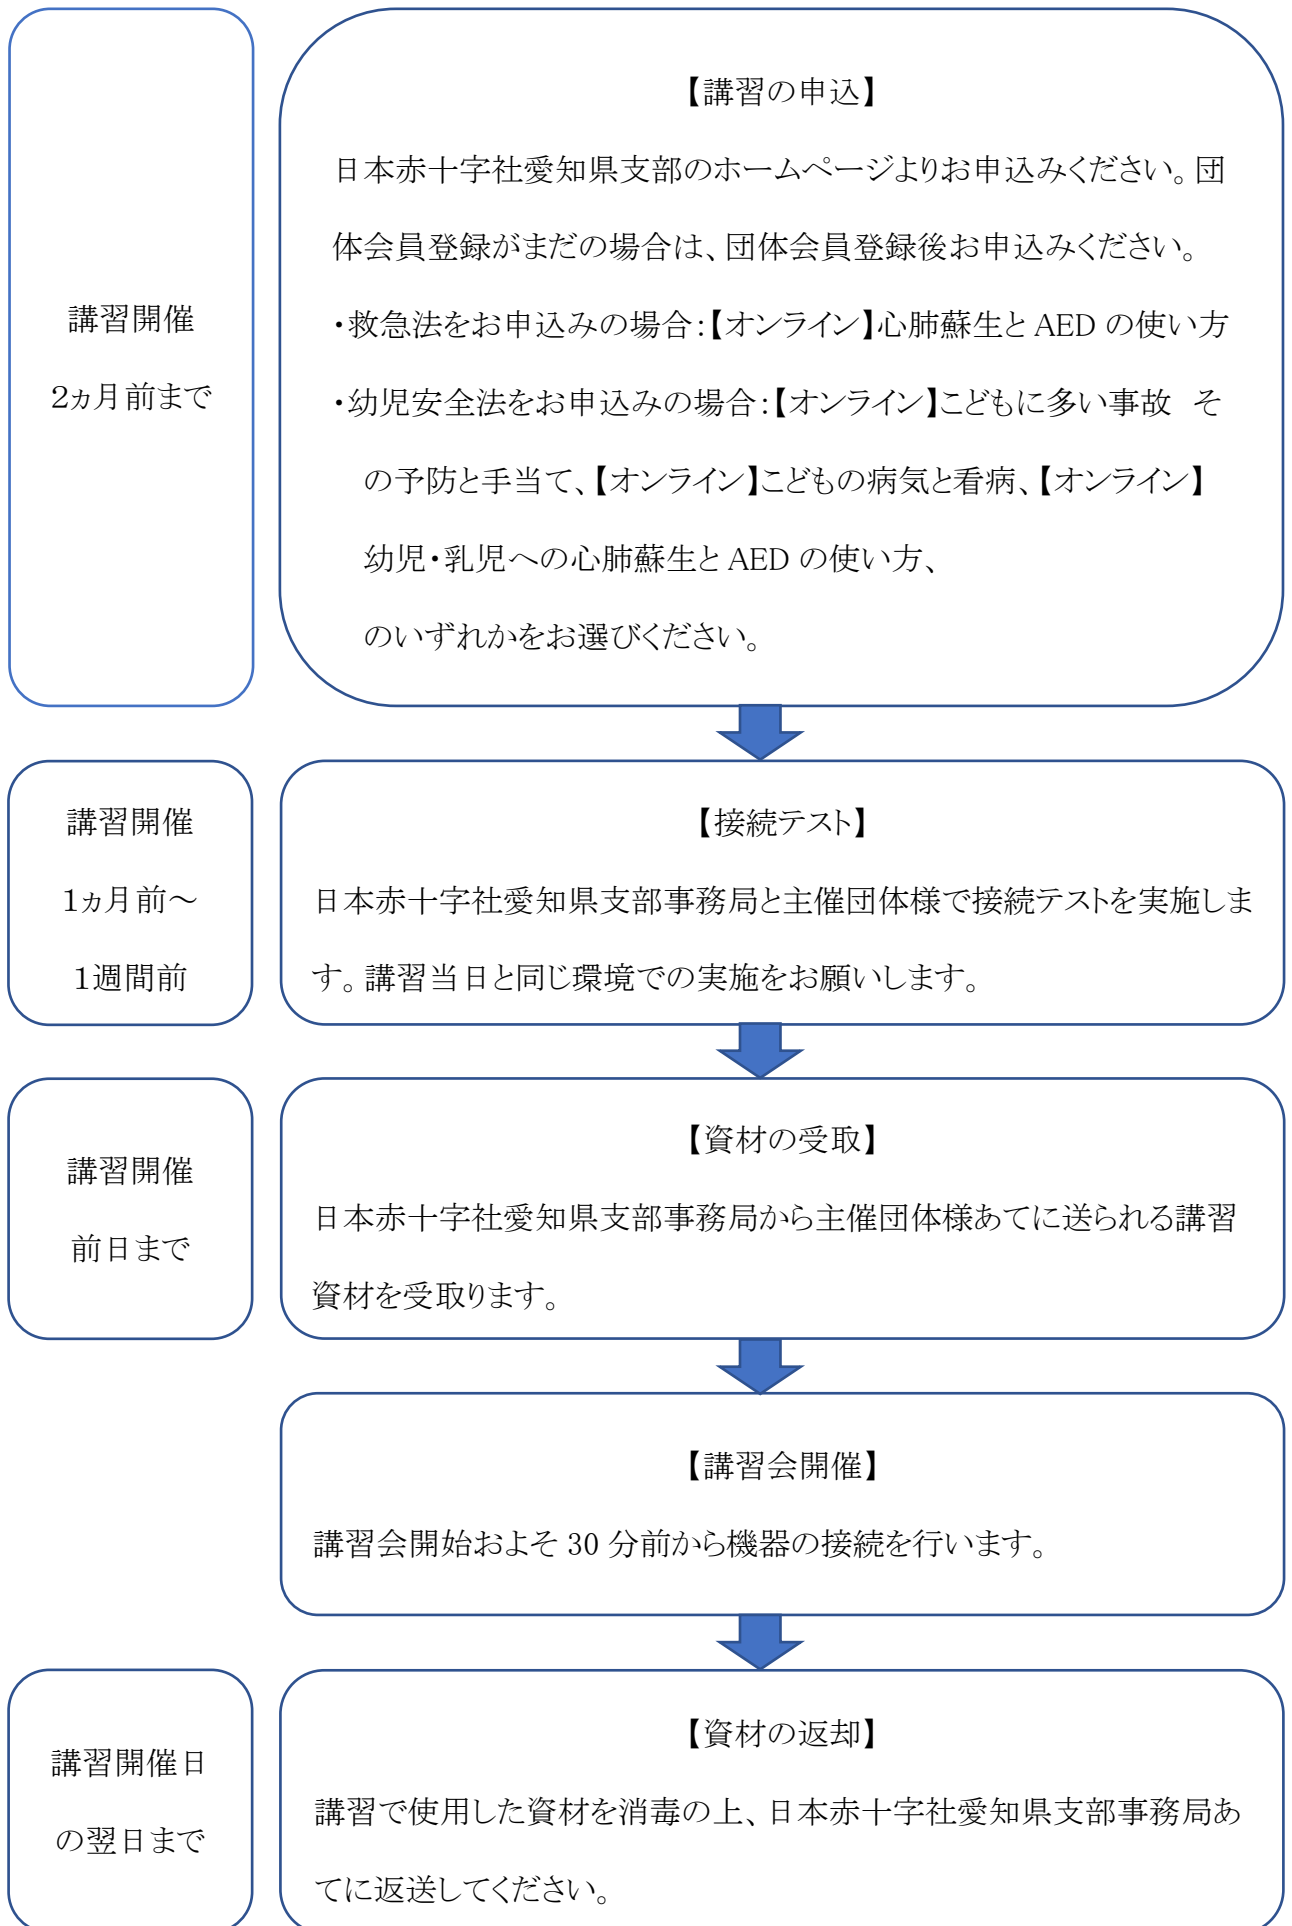 講習開催
2ヵ月前まで
【講習の申込】
日本赤十字社愛知県支部のホームページよりお申込みください。団
体会員登録がまだの場合は、団体会員登録後お申込みください。
・救急法をお申込みの場合:【オンライン】心肺蘇生と AED の使い方
・幼児安全法をお申込みの場合:【オンライン】こどもに多い事故　そ
の予防と手当て、【オンライン】こどもの病気と看病、【オンライン】
幼児・乳児への心肺蘇生と AED の使い方、
のいずれかをお選びください。
講習開催
1ヵ月前～
1週間前
【接続テスト】
日本赤十字社愛知県支部事務局と主催団体様で接続テストを実施しま
す。講習当日と同じ環境での実施をお願いします。
講習開催
前日まで
【資材の受取】
日本赤十字社愛知県支部事務局から主催団体様あてに送られる講習
資材を受取ります。
【講習会開催】
講習会開始およそ 30 分前から機器の接続を行います。
講習開催日
の翌日まで
【資材の返却】
講習で使用した資材を消毒の上、日本赤十字社愛知県支部事務局あ
てに返送してください。